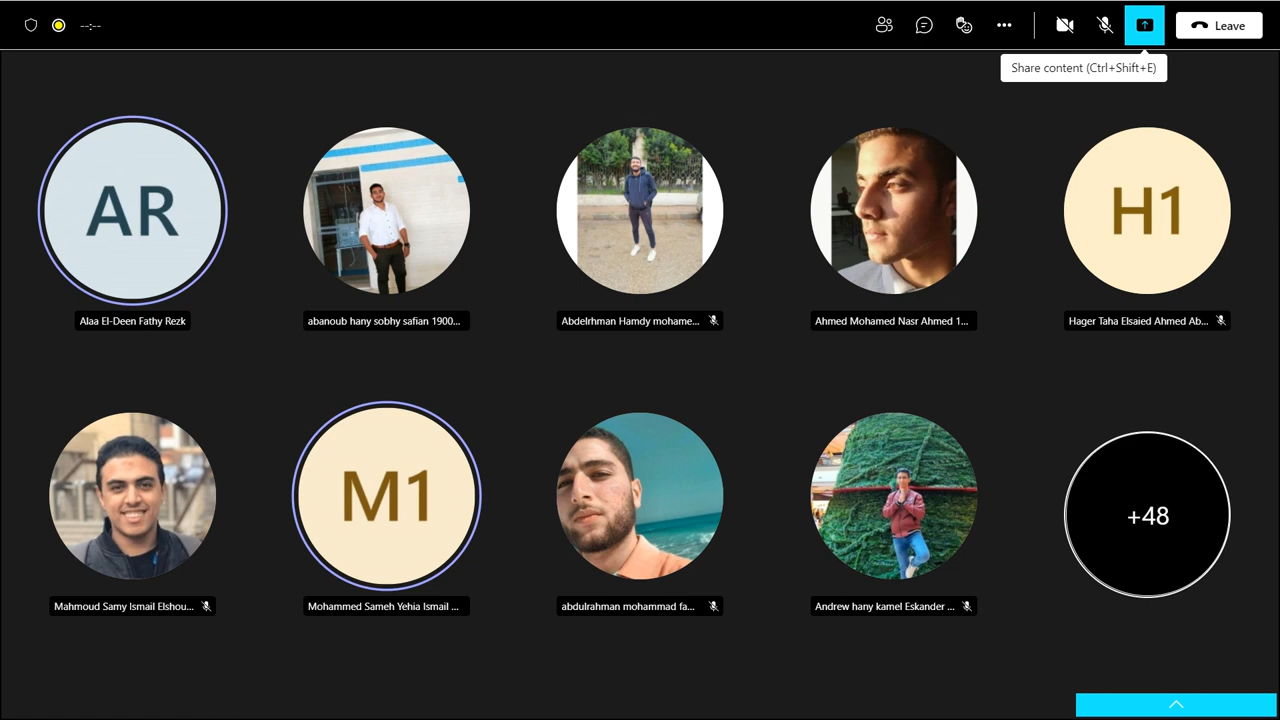 --:--
Leave
Share content (Ctrl+Shift+E)
AR
H1
Alaa El-Deen Fathy Rezk
abanoub hany sobhy safian 1900...
Abdelrhman Hamdy mohame...
Ahmed Mohamed Nasr Ahmed 1...
Hager Taha Elsaied Ahmed Ab...
M1
+48
Mahmoud Samy Ismail Elshou...
Mohammed Sameh Yehia Ismail ...
abdulrahman mohammad fa...
Andrew hany kamel Eskander ...